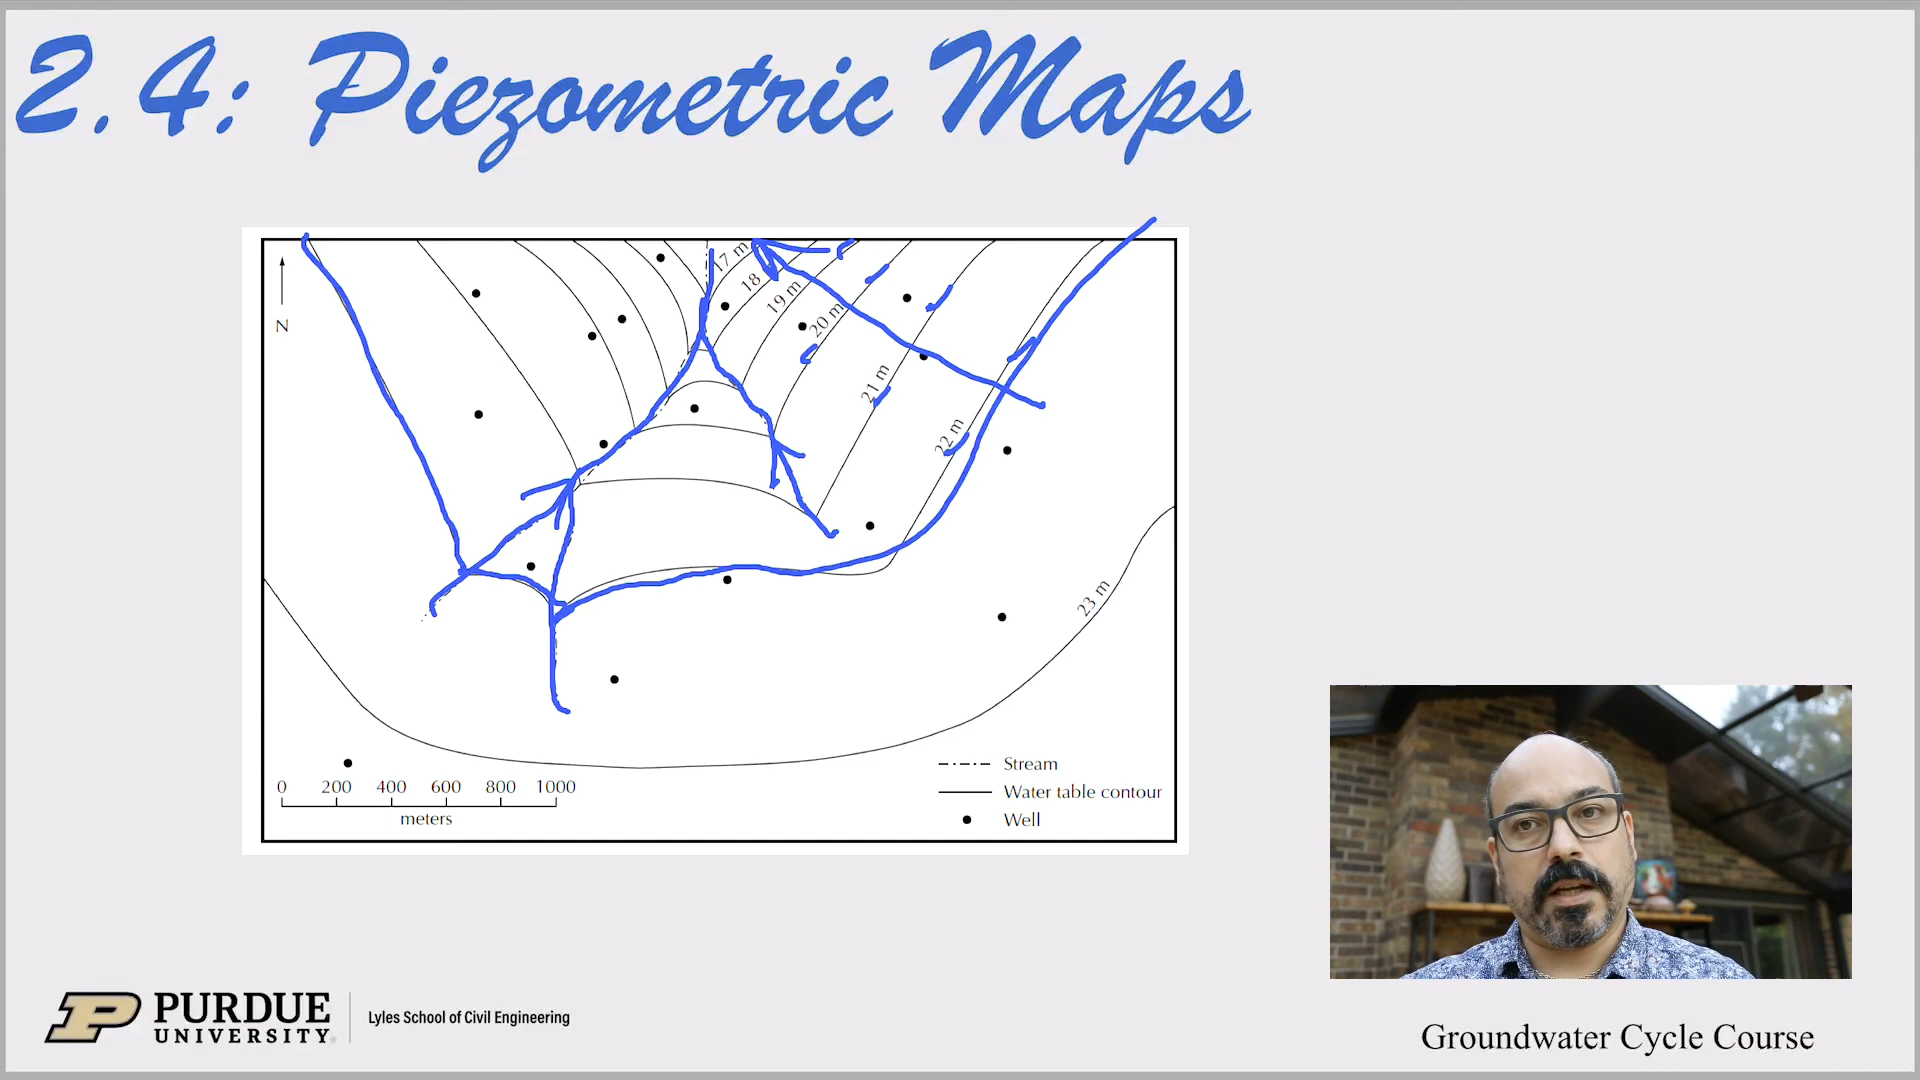 2.4: Piezometric Maps
N
17 m
18
19 m
20 m
21 m
22 m
23 m
0 200 400 600 800 1000
meters
Stream
Water table contour
Well
PURDUE
UNIVERSITY
Lyles School of Civil Engineering
Groundwater Cycle Course